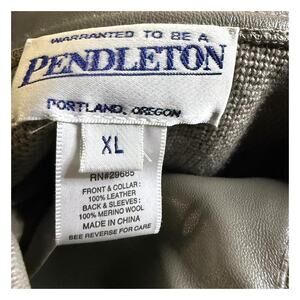 WARRANTED TO BE A
PENDLETON
PORTLAND, OREGON
XL
RN#29685
FRONT & COLLAR :
100% LEATHER
BACK & SLEEVES :
100% MERINO WOOL
MADE IN CHINA
SEE REVERSE FOR CARE